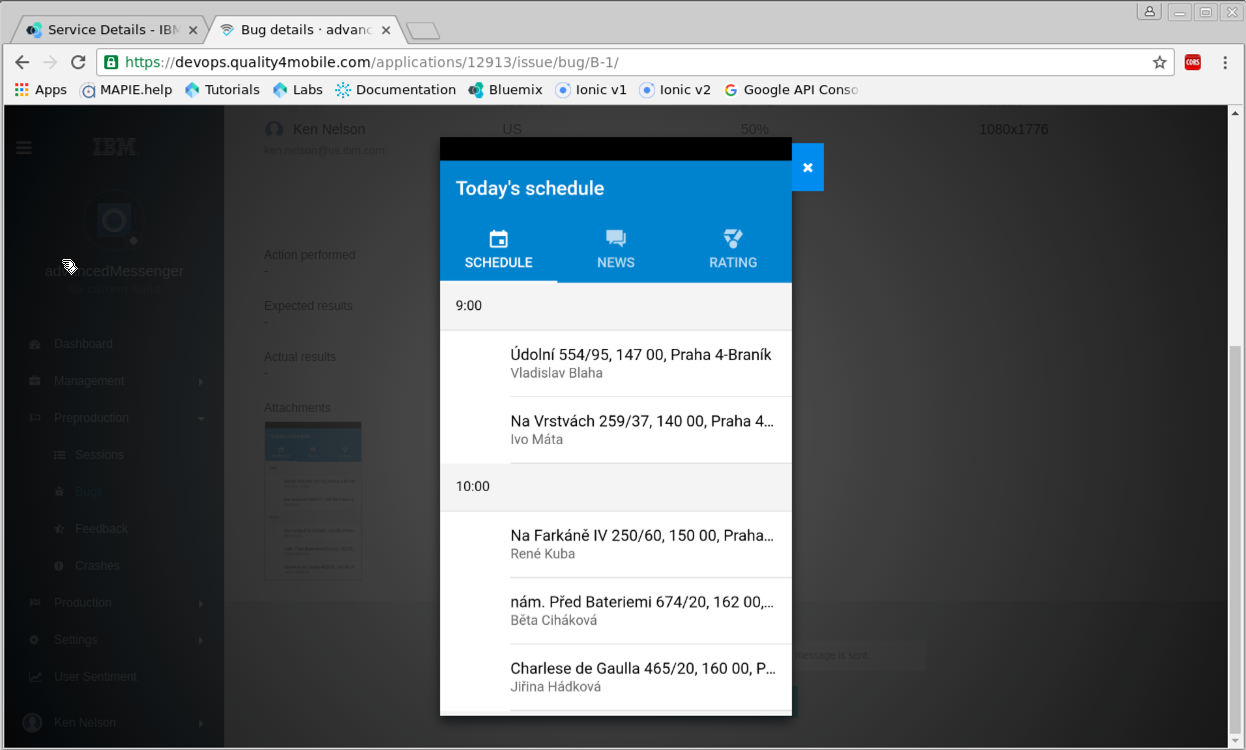 Service Details - IBM
Bug details · advanc
https://devops.quality4mobile.com/applications/12913/issue/bug/B-1/
CORS
Apps
MAPIE.help
Tutorials
Labs
Documentation
Bluemix
Ionic v1
Ionic v2
Google API Conso
IBM
Ken Nelson
US
50%
1080x1776
ken.nelson@us.ibm.com
Today's schedule
SCHEDULE
NEWS
RATING
advancedMessenger
Action performed
-
Expected results
-
Actual results
-
Attachments
Dashboard
Management
Preproduction
Sessions
Bugs
Feedback
Crashes
Production
Settings
User Sentiment
Ken Nelson
9:00
Údolní 554/95, 147 00, Praha 4-Braník
Vladislav Blaha
Na Vrstvách 259/37, 140 00, Praha 4...
Ivo Máta
10:00
Na Farkáně IV 250/60, 150 00, Praha...
René Kuba
nám. Před Bateriemi 674/20, 162 00,...
Běta Ciháková
Charlese de Gaulla 465/20, 160 00, P...
Jiřina Hádková
message is sent.